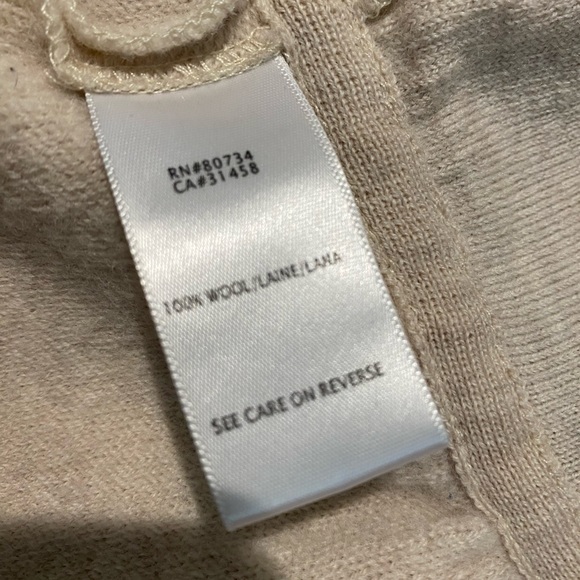 RN#80734
CA#31458
100% WOOL/LAINE/LANA
SEE CARE ON REVERSE